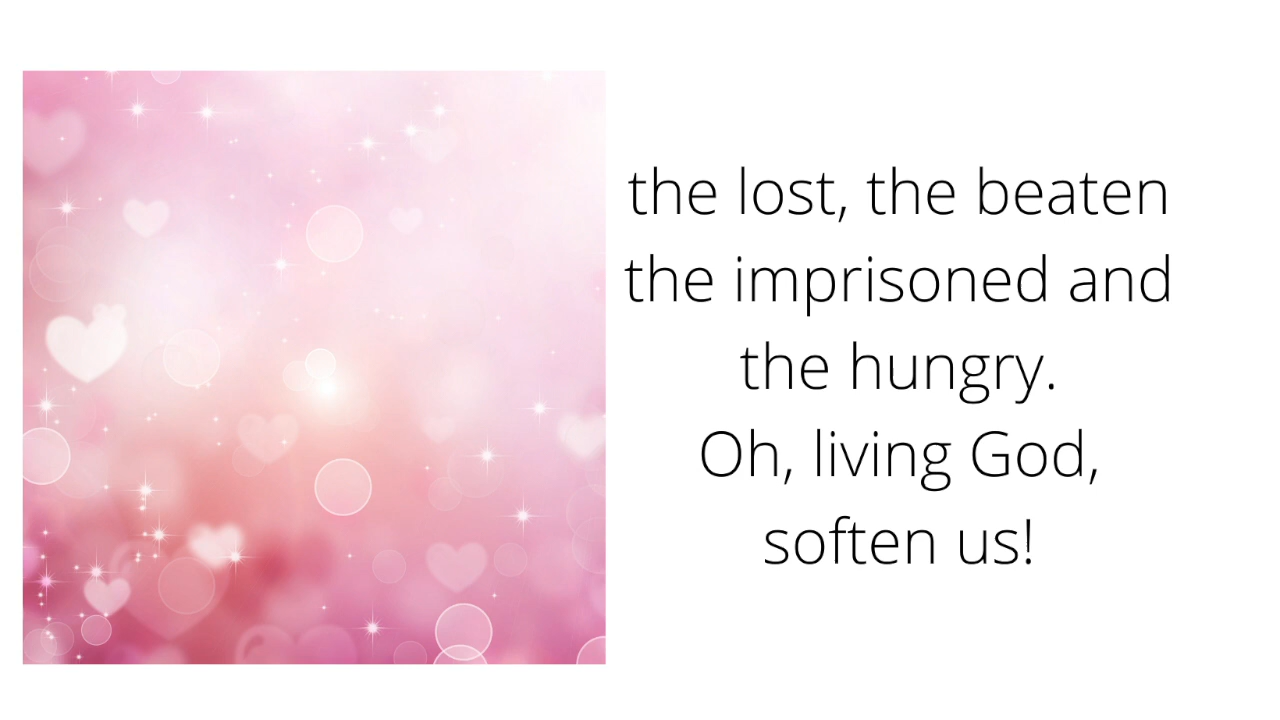 the lost, the beaten
the imprisoned and
the hungry.
Oh, living God,
soften us!